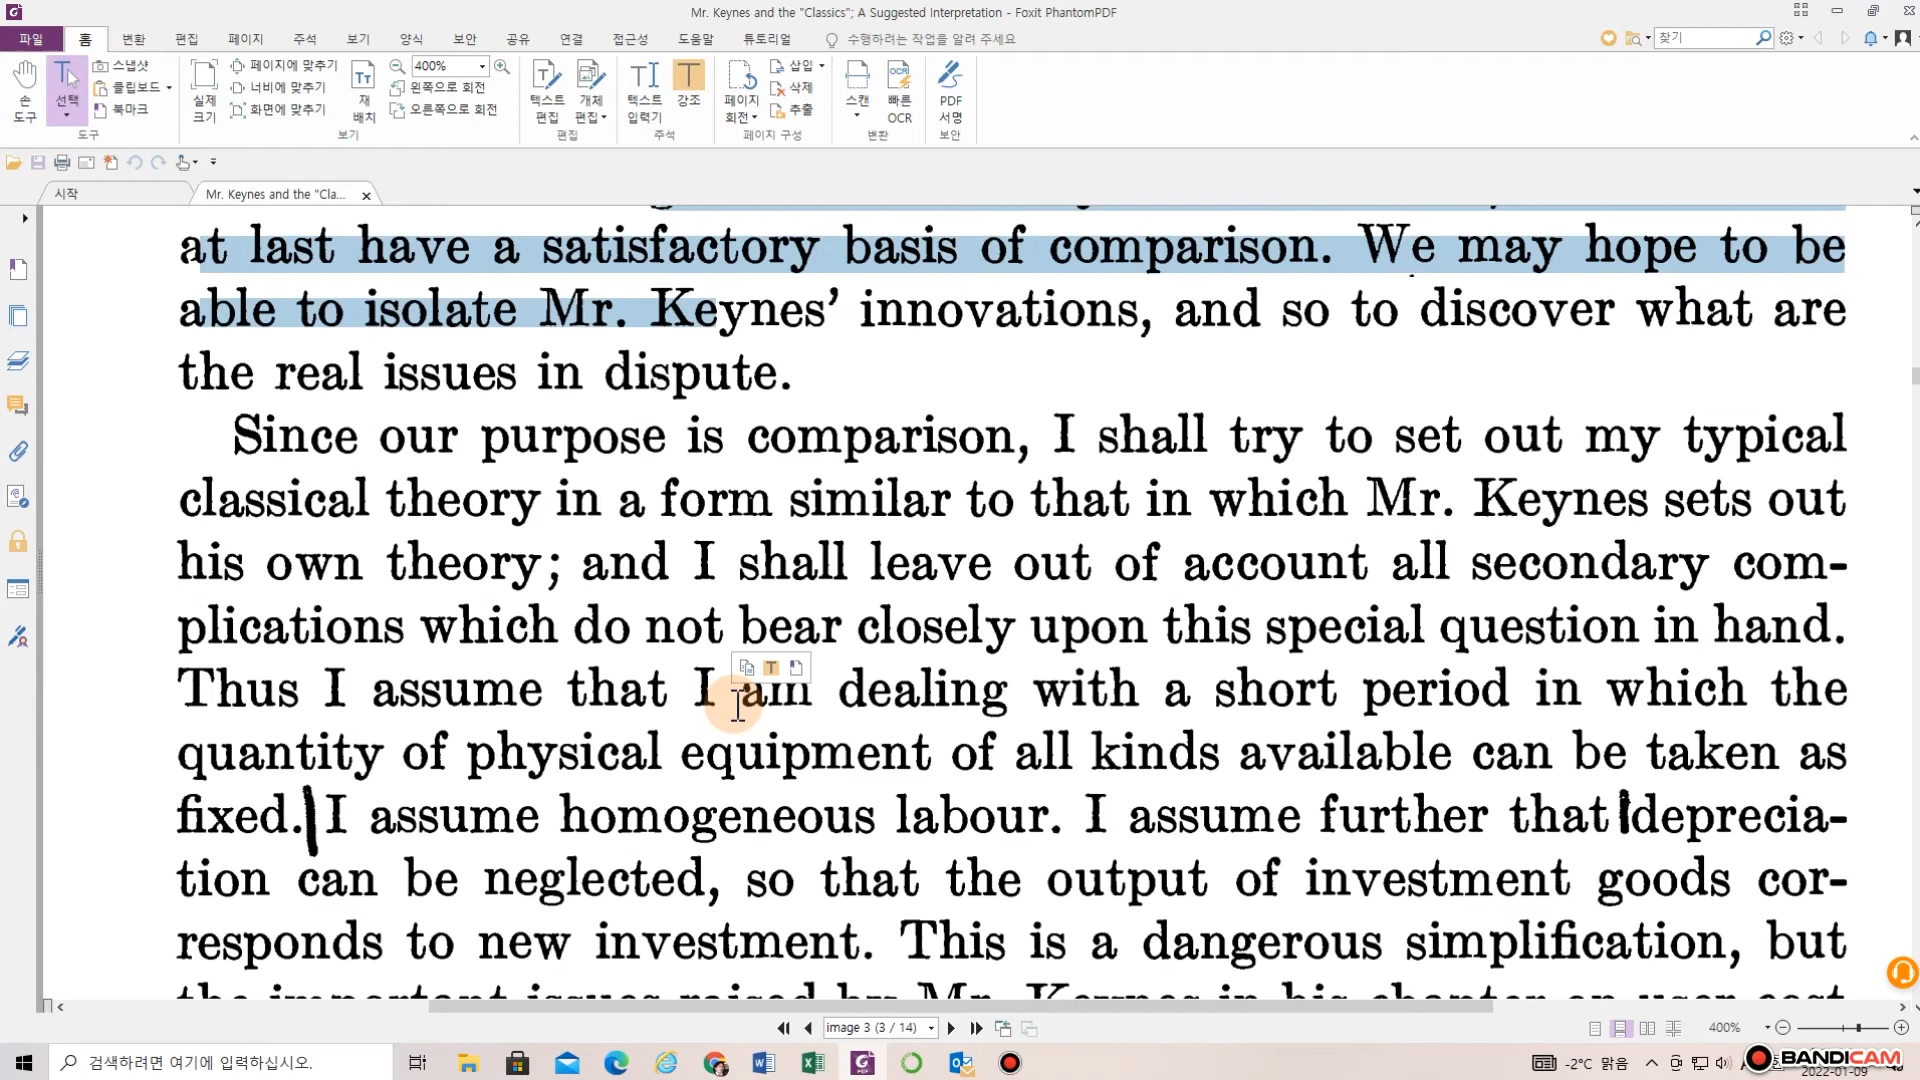 Mr. Keynes and the "Classics"; A Suggested Interpretation - Foxit PhantomPDF
파일 홈 변환 편집 페이지 주석 보기 양식 보안 공유 연결 접근성 도움말 튜토리얼 수행하려는 작업을 알려 주세요 찾기
손 도구 선택 스냅샷 클립보드 북마크 도구
실제 크기 페이지에 맞추기 너비에 맞추기 화면에 맞추기 재 배치 400% 왼쪽으로 회전 오른쪽으로 회전 보기
텍스트 편집 개체 편집 편집
텍스트 입력기 강조 주석
페이지 회전 삽입 삭제 추출 페이지 구성
스캔 빠른 OCR 변환
PDF 서명 보안
시작 Mr. Keynes and the "Cla...
at last have a satisfactory basis of comparison. We may hope to be
able to isolate Mr. Keynes' innovations, and so to discover what are
the real issues in dispute.
Since our purpose is comparison, I shall try to set out my typical
classical theory in a form similar to that in which Mr. Keynes sets out
his own theory; and I shall leave out of account all secondary com-
plications which do not bear closely upon this special question in hand.
Thus I assume that I am dealing with a short period in which the
quantity of physical equipment of all kinds available can be taken as
fixed. I assume homogeneous labour. I assume further that deprecia-
tion can be neglected, so that the output of investment goods cor-
responds to new investment. This is a dangerous simplification, but
the important issues raised by Mr. Keynes in his chapter on user cost
image 3 (3 / 14) 400%
검색하려면 여기에 입력하십시오. -2°C 맑음 BANDICAM
2022-01-09